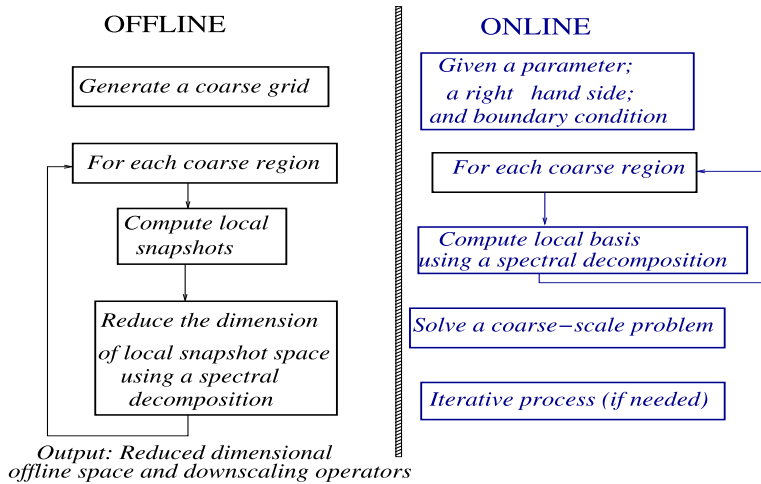 OFFLINE
Generate a coarse grid
For each coarse region
Compute local
snapshots
Reduce the dimension
of local snapshot space
using a spectral
decomposition
Output: Reduced dimensional
offline space and downscaling operators
ONLINE
Given a parameter;
a right hand side;
and boundary condition
For each coarse region
Compute local basis
using a spectral decomposition
Solve a coarse−scale problem
Iterative process (if needed)